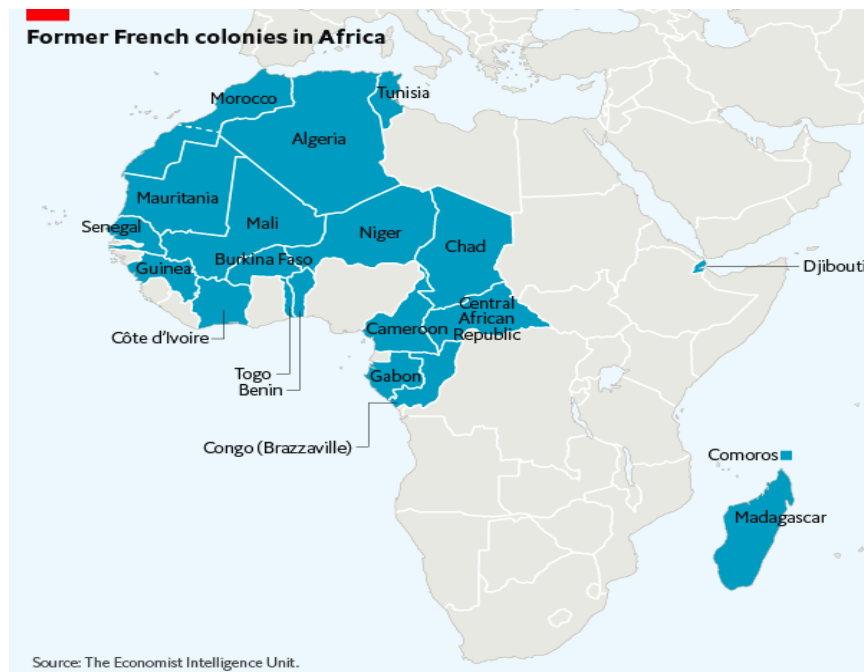 Former French colonies in Africa
Tunisia
Morocco
Algeria
Mauritania
Mali
Senegal
Niger
Chad
Burkina Faso
Guinea
Djibouti
Central
African
Republic
Cameroon
Côte d'Ivoire
Togo
Benin
Gabon
Congo (Brazzaville)
Comoros
Madagascar
Source: The Economist Intelligence Unit.